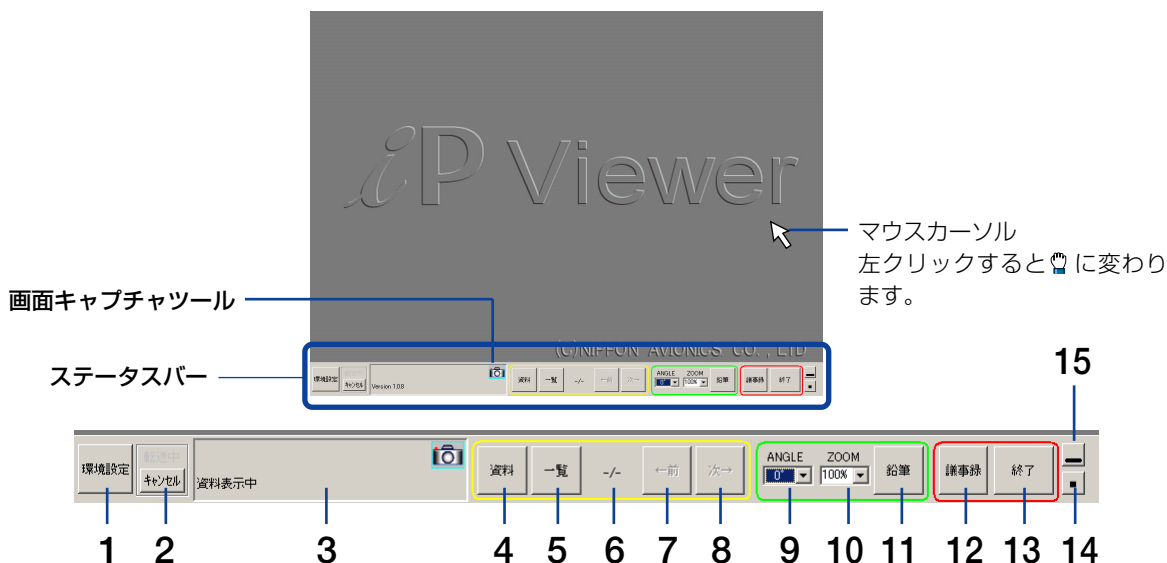 iP Viewer
マウスカーソル
左クリックすると に変わり
ます。
画面キャプチャツール
(C)NIPPON AVIONICS CO., LTD
ステータスバー
環境設定 転送中 キャンセル Version 1.0.8 資料 一覧 -/- ←前 次→ ANGLE 0° ZOOM 100% 鉛筆 議事録 終了
15
環境設定 転送中 キャンセル 資料表示中 資料 一覧 -/- ←前 次→ ANGLE 0° ZOOM 100% 鉛筆 議事録 終了
1 2 3 4 5 6 7 8 9 10 11 12 13 14